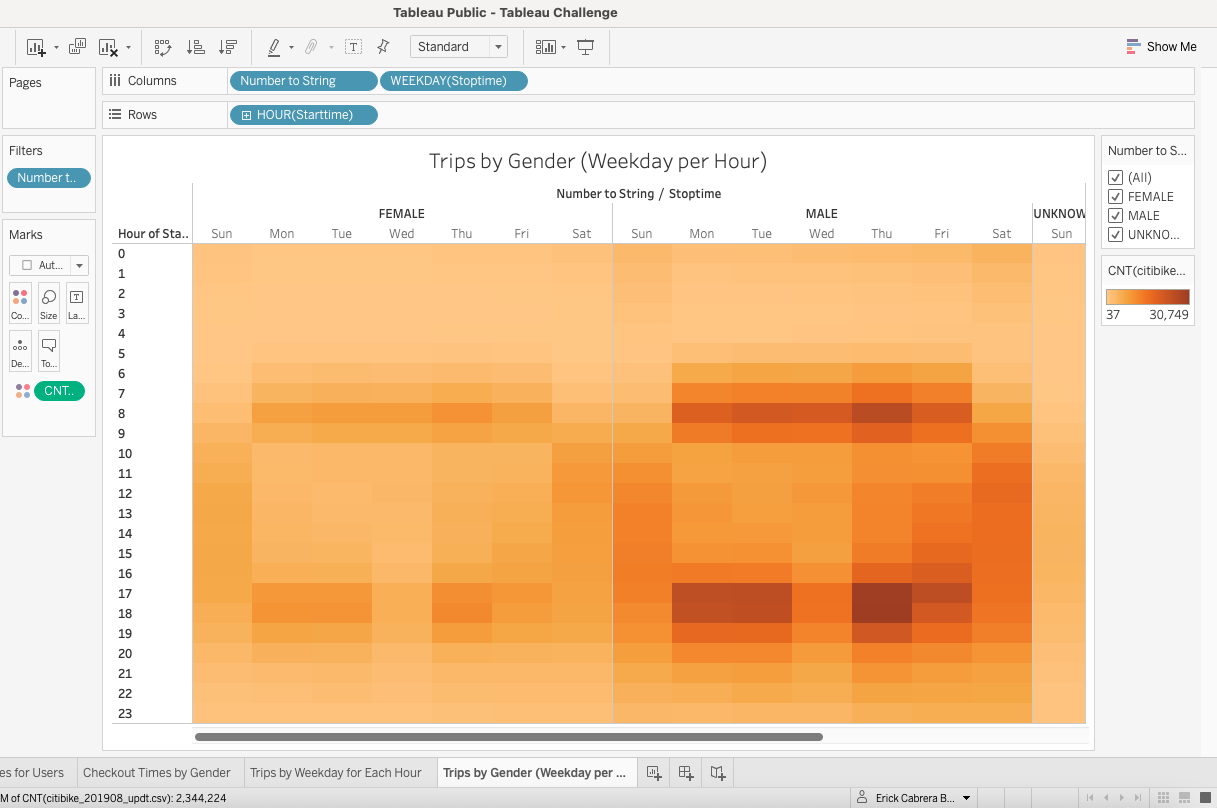 Tableau Public - Tableau Challenge
Standard
Show Me
Pages
Columns
Number to String
WEEKDAY(Stoptime)
Rows
HOUR(Starttime)
Filters
Number t..
Marks
Aut...
Co...
Size
La...
De...
To...
CNT..
Trips by Gender (Weekday per Hour)
Number to String / Stoptime
FEMALE MALE UNKNOW
Hour of Sta.. Sun Mon Tue Wed Thu Fri Sat Sun Mon Tue Wed Thu Fri Sat Sun
0
1
2
3
4
5
6
7
8
9
10
11
12
13
14
15
16
17
18
19
20
21
22
23
Number to S...
(All)
FEMALE
MALE
UNKNO...
CNT(citibike...
37 30,749
es for Users
Checkout Times by Gender
Trips by Weekday for Each Hour
Trips by Gender (Weekday per ...
M of CNT(citibike_201908_updt.csv): 2,344,224
Erick Cabrera B...